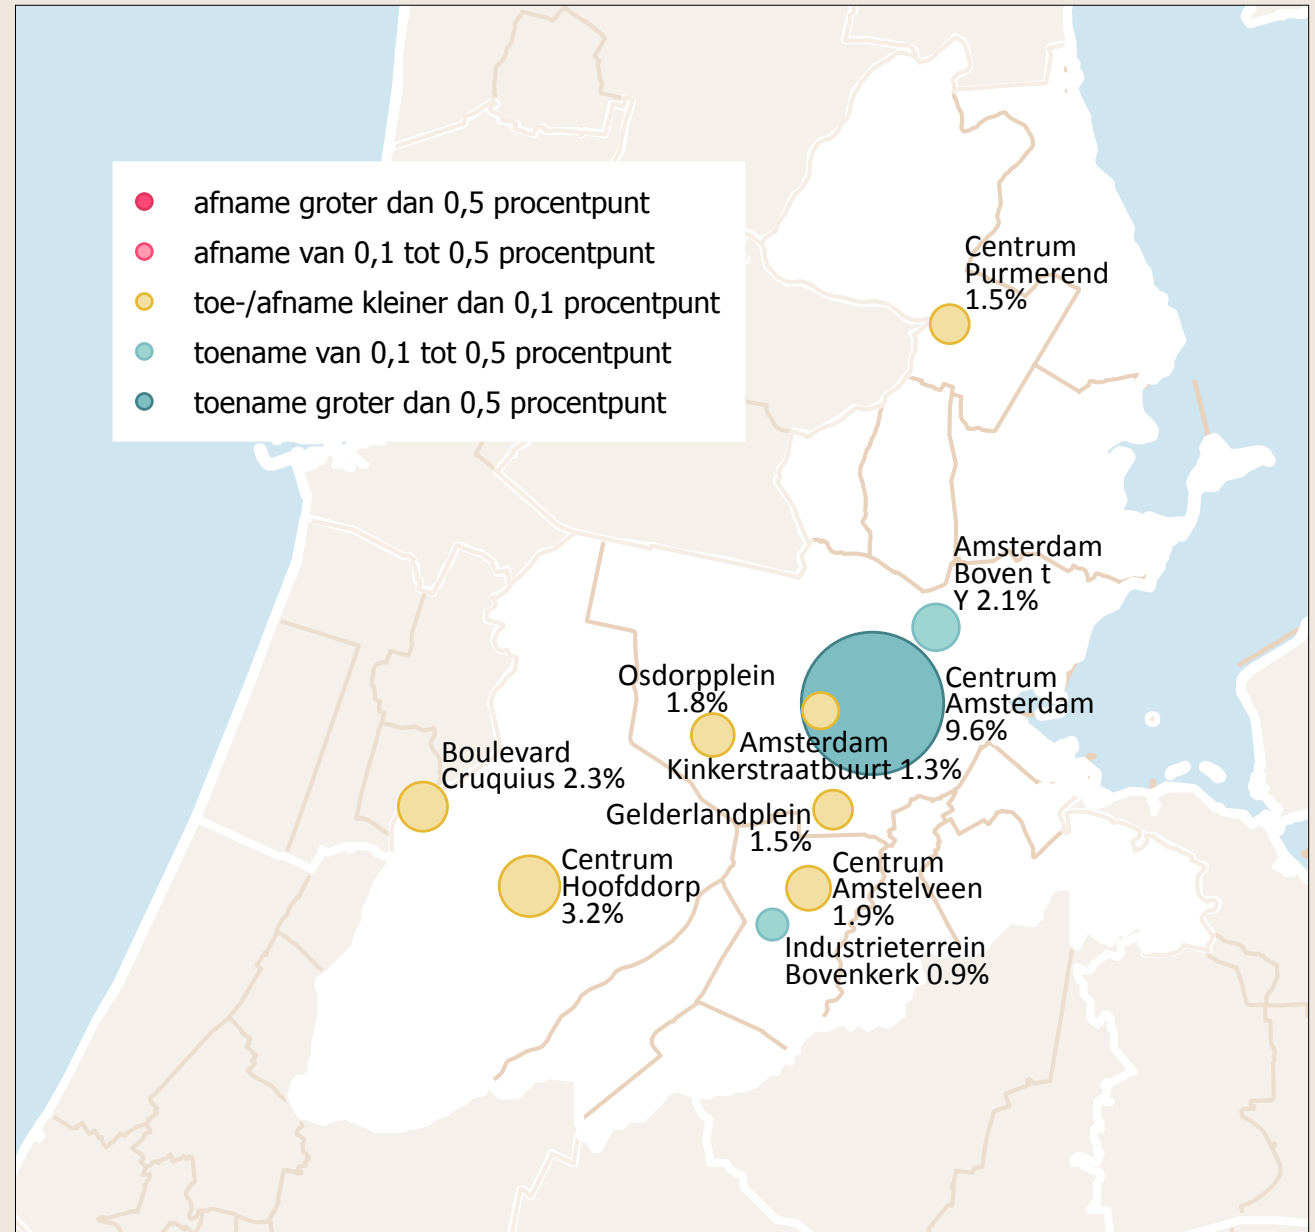 afname groter dan 0,5 procentpunt
afname van 0,1 tot 0,5 procentpunt
toe-/afname kleiner dan 0,1 procentpunt
toename van 0,1 tot 0,5 procentpunt
toename groter dan 0,5 procentpunt
Centrum
Purmerend
1.5%
Amsterdam
Boven t
Y 2.1%
Osdorpplein
1.8%
Centrum
Amsterdam
9.6%
Amsterdam
Kinkerstraatbuurt 1.3%
Boulevard
Cruquius 2.3%
Gelderlandplein
1.5%
Centrum
Hoofddorp
3.2%
Centrum
Amstelveen
1.9%
Industrieterrein
Bovenkerk 0.9%